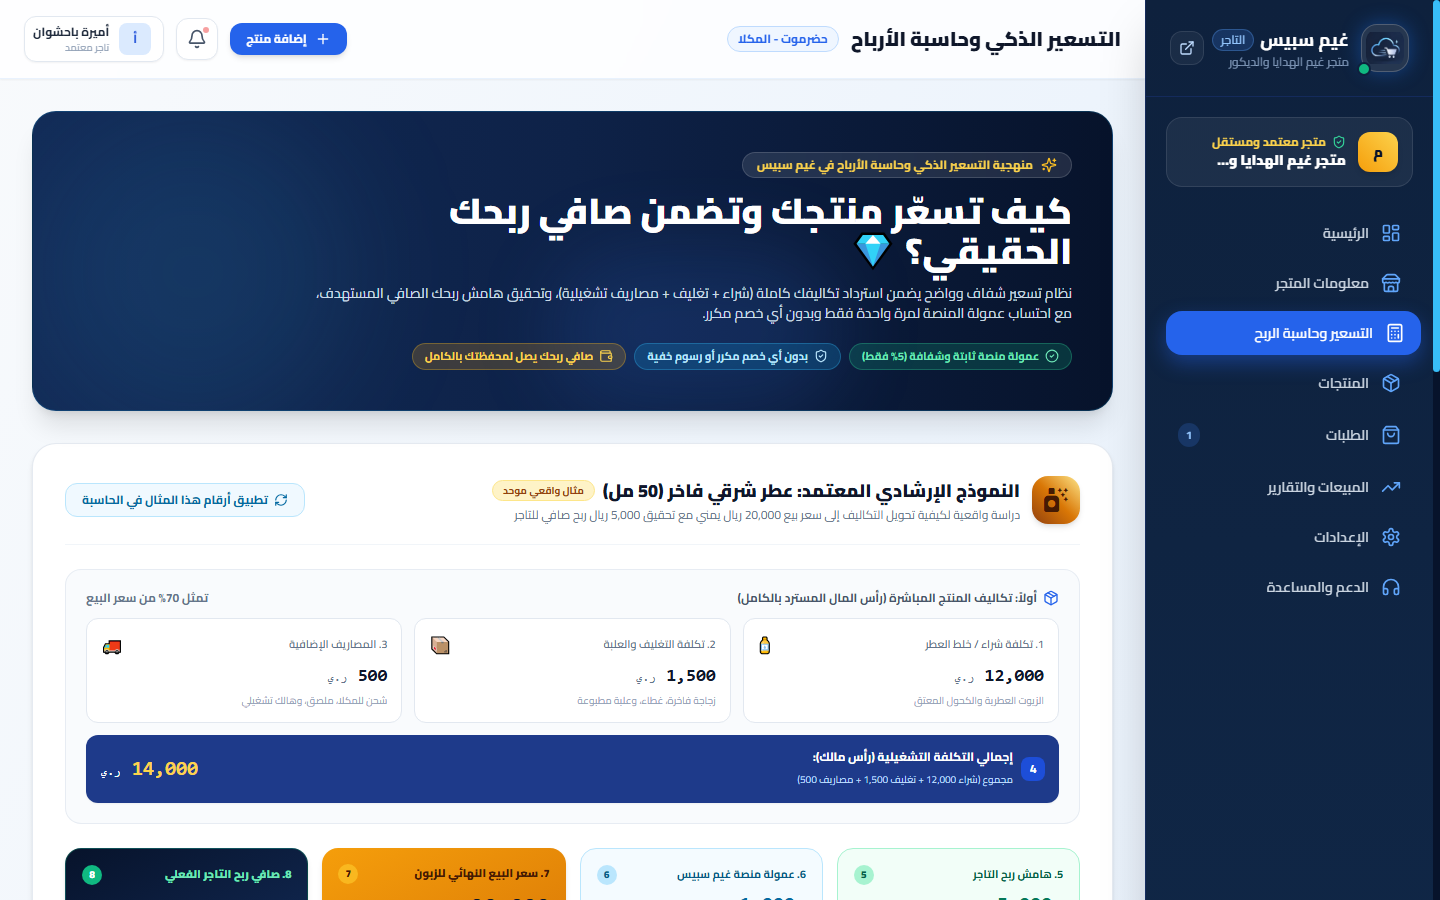 غيم سبيس التاجر
متجر غيم الهدايا والديكور
متجر معتمد ومستقل
م
متجر غيم الهدايا و...
الرئيسية
معلومات المتجر
التسعير وحاسبة الربح
المنتجات
الطلبات 1
المبيعات والتقارير
الإعدادات
الدعم والمساعدة
التسعير الذكي وحاسبة الأرباح حضرموت - المكلا
إضافة منتج
أ
أميرة باحشوان
تاجر معتمد
منهجية التسعير الذكي وحاسبة الأرباح في غيم سبيس
كيف تسعّر منتجك وتضمن صافي ربحك
الحقيقي؟ 💎
نظام تسعير شفاف وواضح يضمن استرداد تكاليفك كاملة (شراء + تغليف + مصاريف تشغيلية)، وتحقيق هامش ربحك الصافي المستهدف،
مع احتساب عمولة المنصة لمرة واحدة فقط وبدون أي خصم مكرر.
عمولة منصة ثابتة وشفافة (5% فقط) بدون أي خصم مكرر أو رسوم خفية صافي ربحك يصل لمحفظتك بالكامل
النموذج الإرشادي المعتمد: عطر شرقي فاخر (50 مل) مثال واقعي موحد
دراسة واقعية لكيفية تحويل التكاليف إلى سعر بيع 20,000 ريال يمني مع تحقيق 5,000 ريال ربح صافي للتاجر
تطبيق أرقام هذا المثال في الحاسبة
أولاً: تكاليف المنتج المباشرة (رأس المال المسترد بالكامل) تمثل 70% من سعر البيع
1. تكلفة شراء / خلط العطر
12,000 ر.ي
الزيوت العطرية والكحول المعتق
2. تكلفة التغليف والعلبة
1,500 ر.ي
زجاجة فاخرة، غطاء، وعلبة مطبوعة
3. المصاريف الإضافية
500 ر.ي
شحن للمكلا، ملصق، وهالك تشغيلي
4 إجمالي التكلفة التشغيلية (رأس مالك):
مجموع (شراء 12,000 + تغليف 1,500 + مصاريف 500)
14,000 ر.ي
5. هامش ربح التاجر 5
6. عمولة منصة غيم سبيس 6
7. سعر البيع النهائي للزبون 7
8. صافي ربح التاجر الفعلي 8